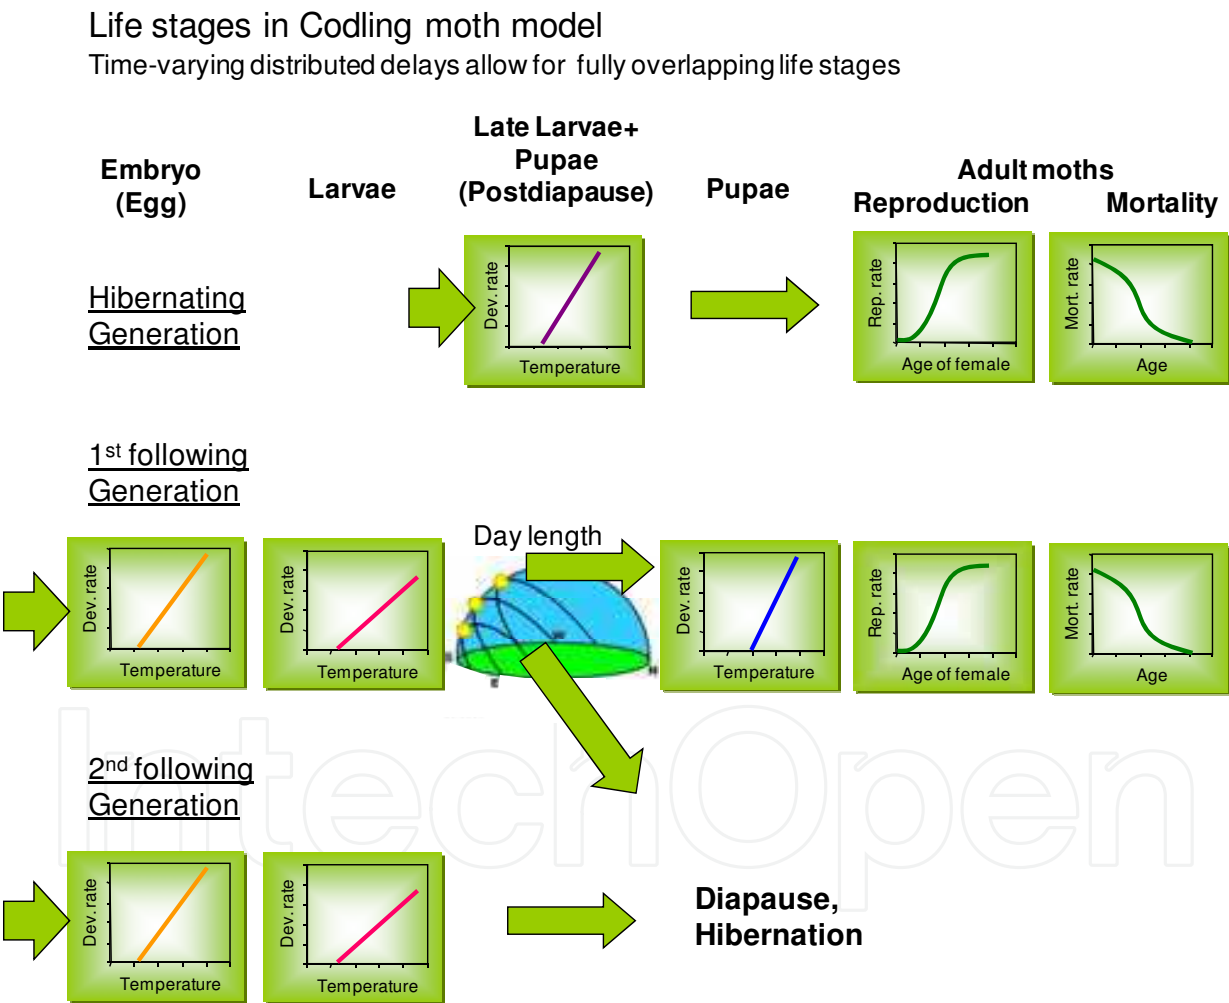 Life stages in Codling moth model
Time-varying distributed delays allow for fully overlapping life stages
Embryo
(Egg)
Larvae
Late Larvae+
Pupae
(Postdiapause)
Pupae
Adult moths
Reproduction
Mortality
Hibernating
Generation
Dev. rate
Temperature
Rep. rate
Age of female
Mort. rate
Age
1st following
Generation
Dev. rate
Temperature
Dev. rate
Temperature
Day length
E
Dev. rate
Temperature
Rep. rate
Age of female
Mort. rate
Age
2nd following
Generation
Dev. rate
Temperature
Dev. rate
Temperature
Diapause,
Hibernation
IntechOpen